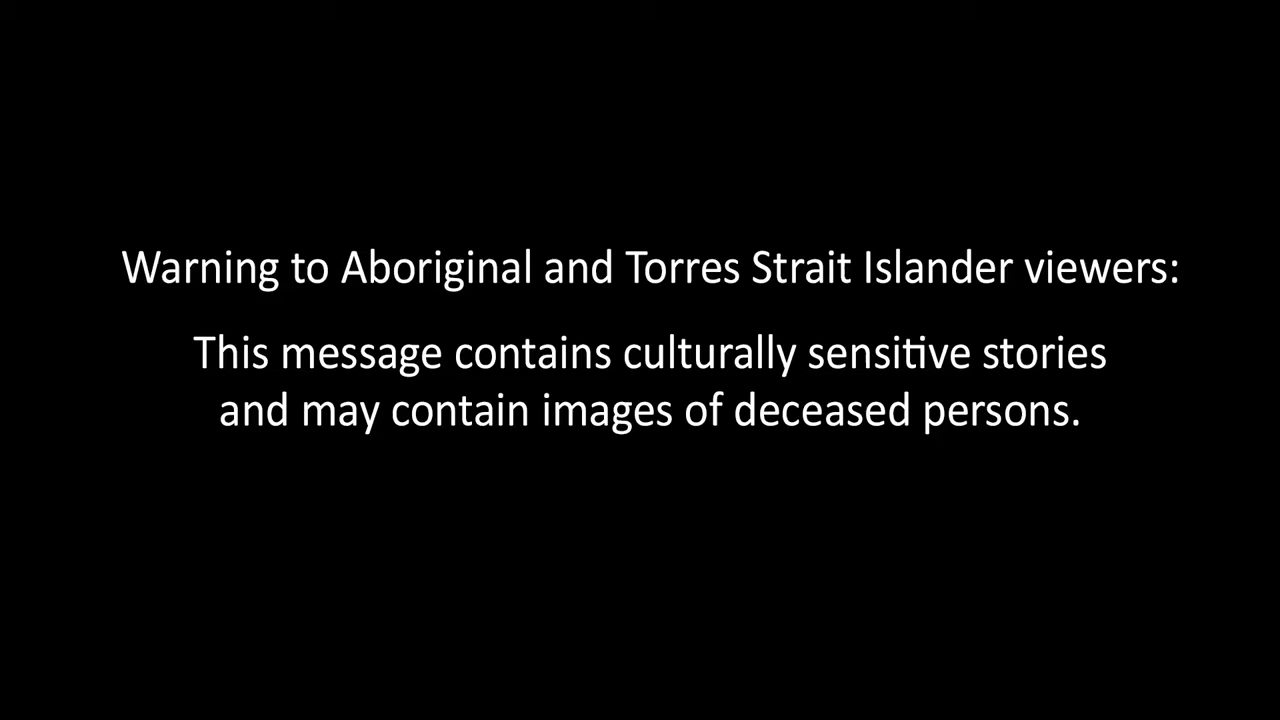 Warning to Aboriginal and Torres Strait Islander viewers:
This message contains culturally sensitive stories
and may contain images of deceased persons.